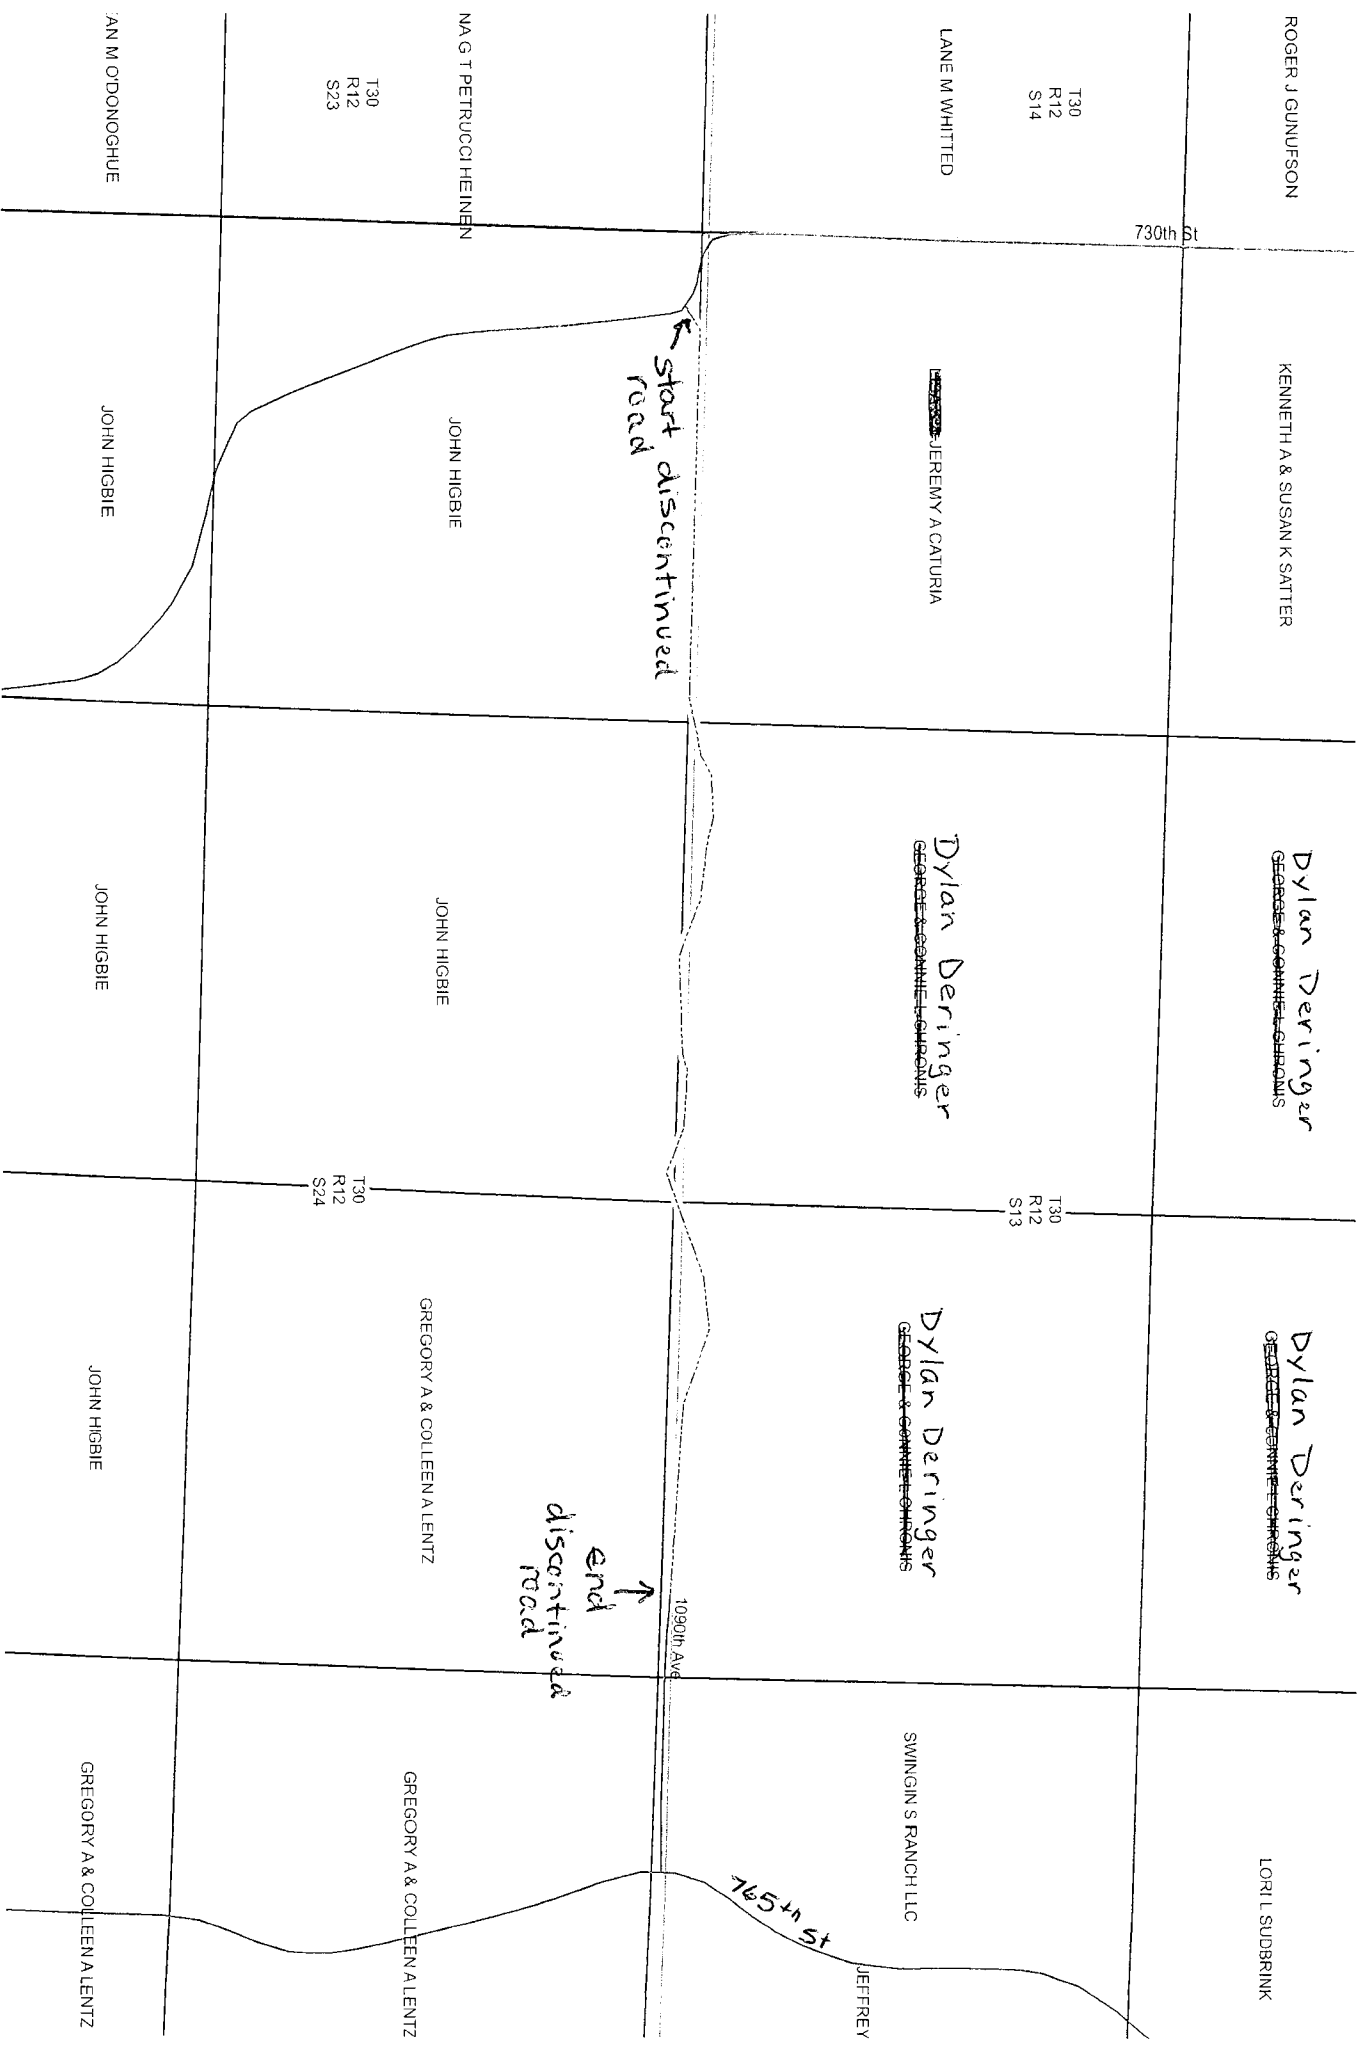 ROGER J GUNUFSON
KENNETH A & SUSAN K SATTER
Dylan Deringer
GEORGE & CONNIE L CHRONIS
Dylan Deringer
GEORGE & CONNIE L CHRONIS
LORI L SUDBRINK
730th St
T30
R12
S14
LANE M WHITTED
JEREMY A CATURIA
Dylan Deringer
GEORGE & CONNIE L CHRONIS
T30
R12
S13
Dylan Deringer
GEORGE & CONNIE L CHRONIS
SWINGIN S RANCH LLC
JEFFREY
765th St
1090th Ave
start discontinued
road
end
discontinued
road
NA G T PETRUCCI HEINEN
JOHN HIGBIE
JOHN HIGBIE
GREGORY A & COLLEEN A LENTZ
GREGORY A & COLLEEN A LENTZ
T30
R12
S23
T30
R12
S24
AN M O'DONOGHUE
JOHN HIGBIE
JOHN HIGBIE
JOHN HIGBIE
GREGORY A & COLLEEN A LENTZ